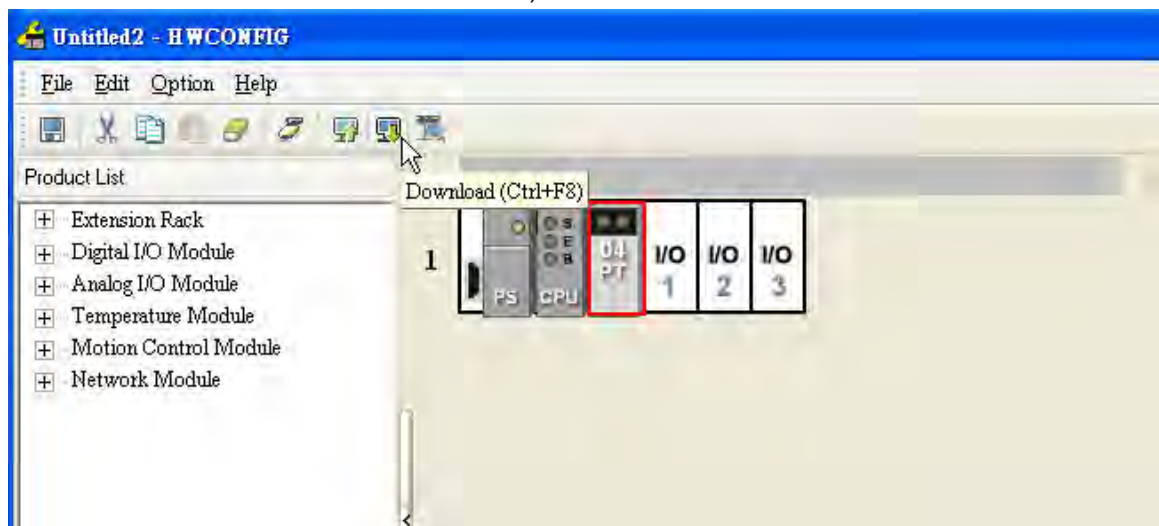 Untitled2 - HWCONFIG
File Edit Option Help
Product List
Download (Ctrl+F8)
Extension Rack
Digital I/O Module
Analog I/O Module
Temperature Module
Motion Control Module
Network Module
1
PS
CPU
S
E
B
04
PT
I/O
1
I/O
2
I/O
3